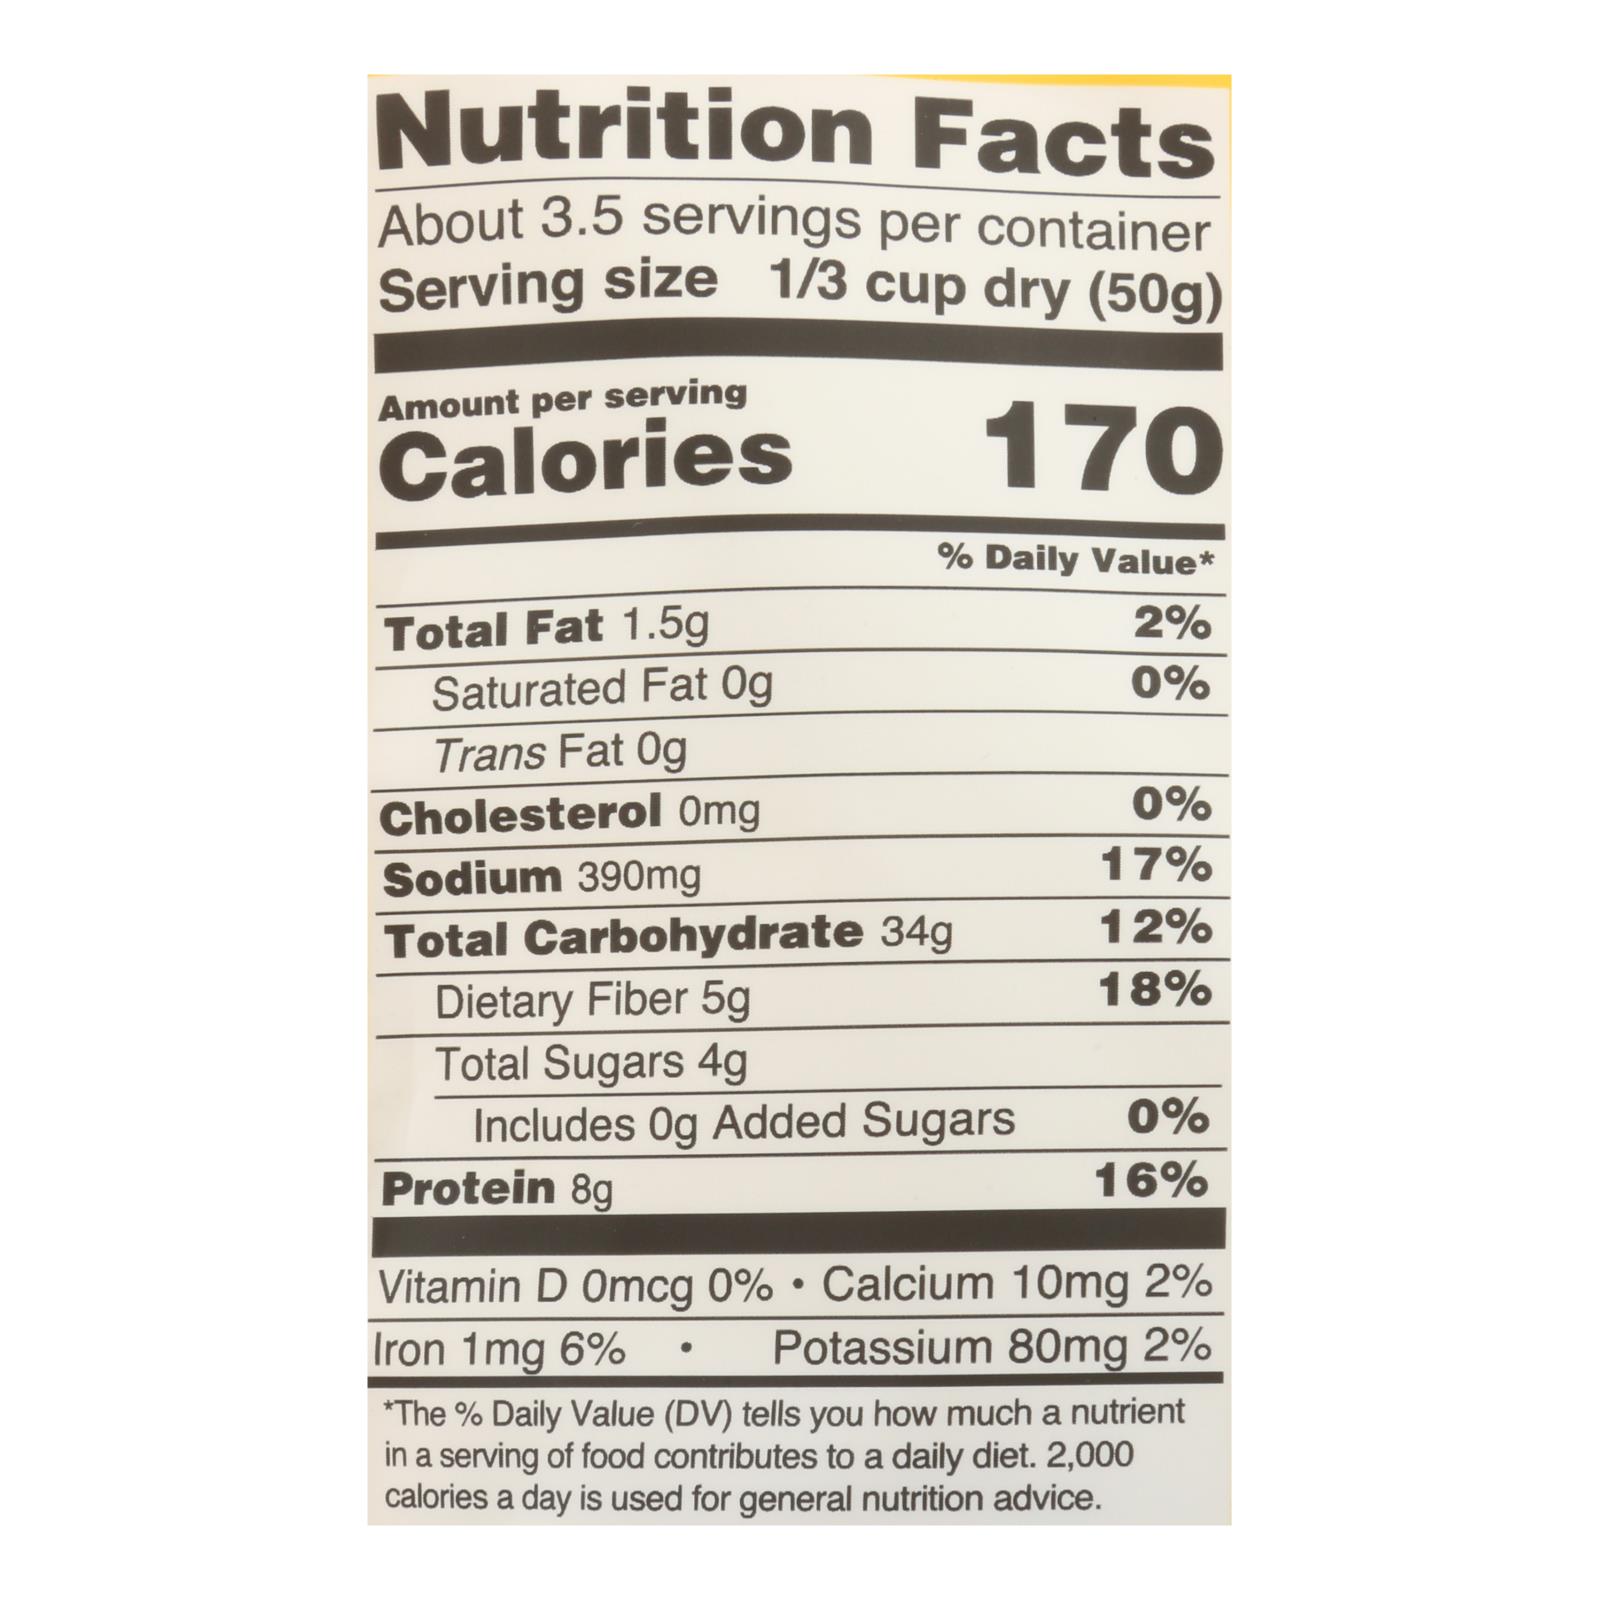 Nutrition Facts
About 3.5 servings per container
Serving size 1/3 cup dry (50g)
Amount per serving
Calories 170
% Daily Value*
Total Fat 1.5g 2%
Saturated Fat 0g 0%
Trans Fat 0g
Cholesterol 0mg 0%
Sodium 390mg 17%
Total Carbohydrate 34g 12%
Dietary Fiber 5g 18%
Total Sugars 4g
Includes 0g Added Sugars 0%
Protein 8g 16%
Vitamin D 0mcg 0% • Calcium 10mg 2%
Iron 1mg 6% • Potassium 80mg 2%
*The % Daily Value (DV) tells you how much a nutrient
in a serving of food contributes to a daily diet. 2,000
calories a day is used for general nutrition advice.